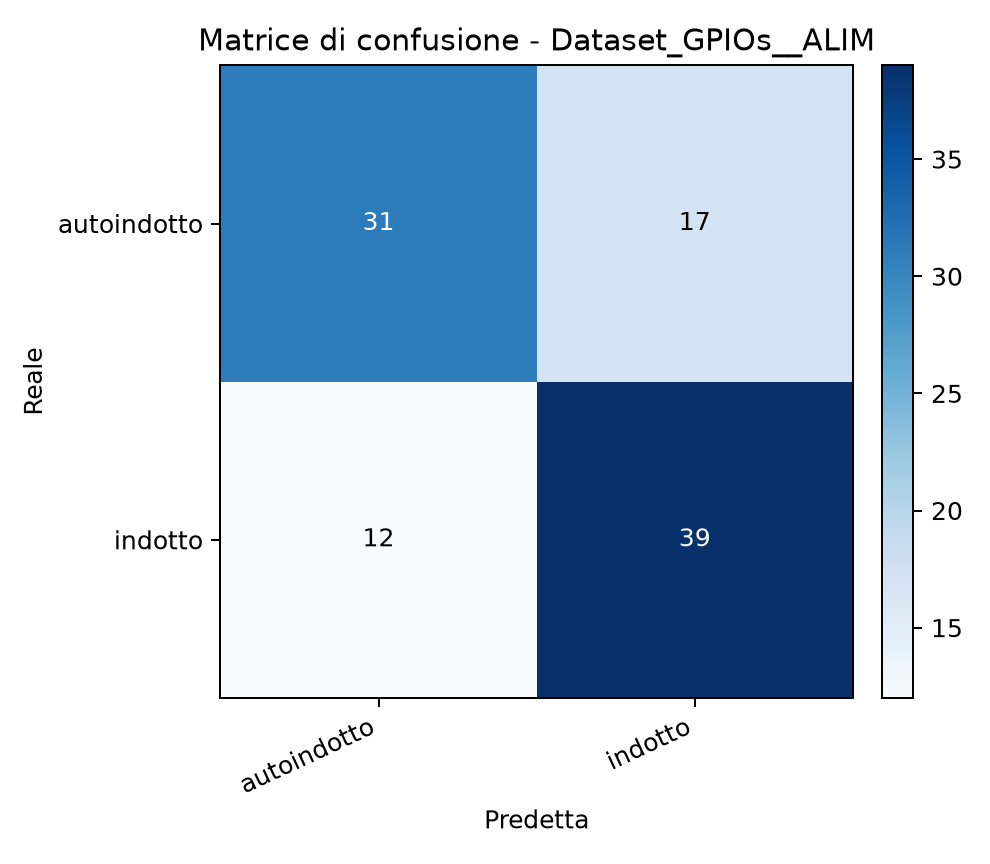 Matrice di confusione - Dataset_GPIOs__ALIM
autoindotto
31
17
indotto
12
39
Reale
autoindotto
indotto
Predetta
35
30
25
20
15